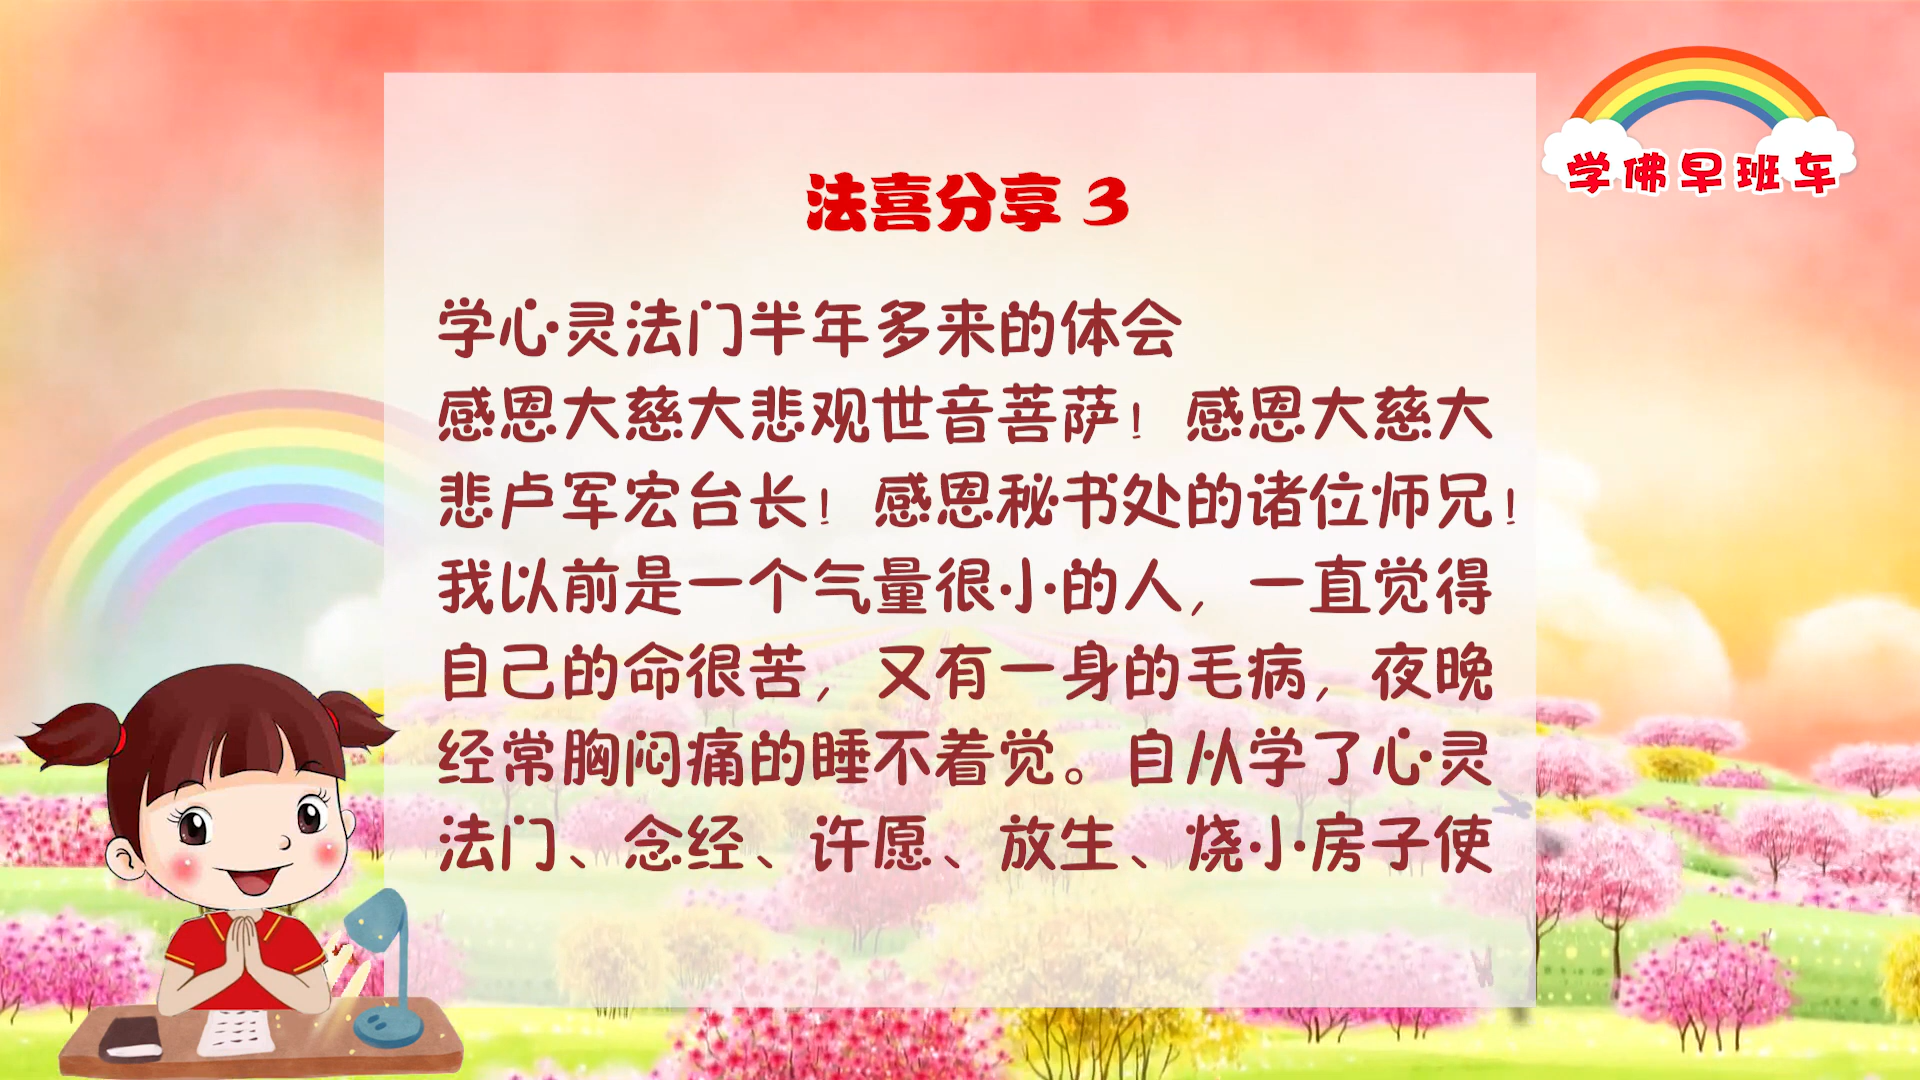 学佛早班车
法喜分享 3
学心灵法门半年多来的体会
感恩大慈大悲观世音菩萨！感恩大慈大
悲卢军宏台长！感恩秘书处的诸位师兄！
我以前是一个气量很小的人，一直觉得
自己的命很苦，又有一身的毛病，夜晚
经常胸闷痛的睡不着觉。自从学了心灵
法门、念经、许愿、放生、烧小房子使